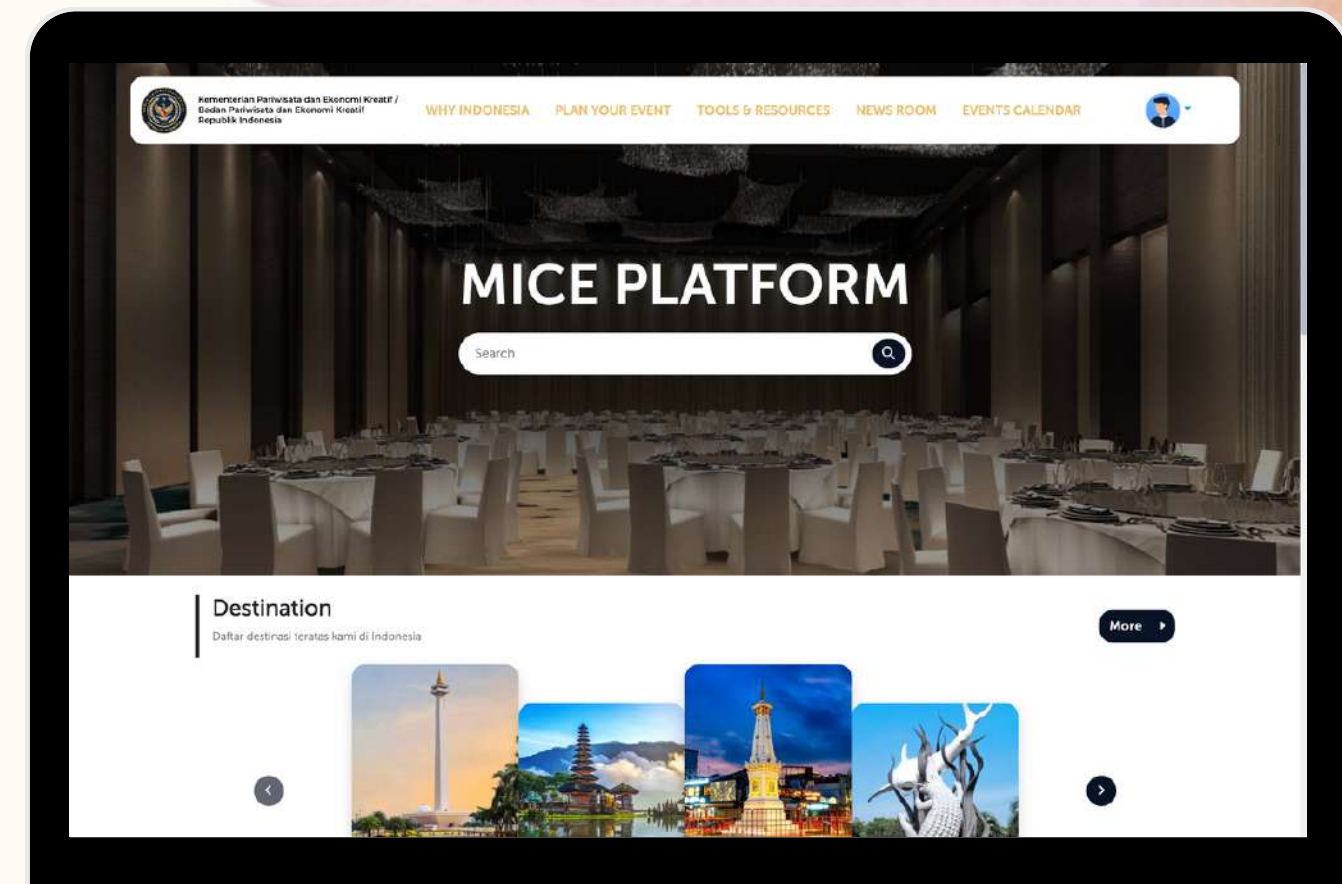 Kementerian Pariwisata dan Ekonomi Kreatif /
Badan Pariwisata dan Ekonomi Kreatif
Republik Indonesia
WHY INDONESIA
PLAN YOUR EVENT
TOOLS & RESOURCES
NEWS ROOM
EVENTS CALENDAR
MICE PLATFORM
Search
Destination
Daftar destinasi teratas kami di Indonesia
More